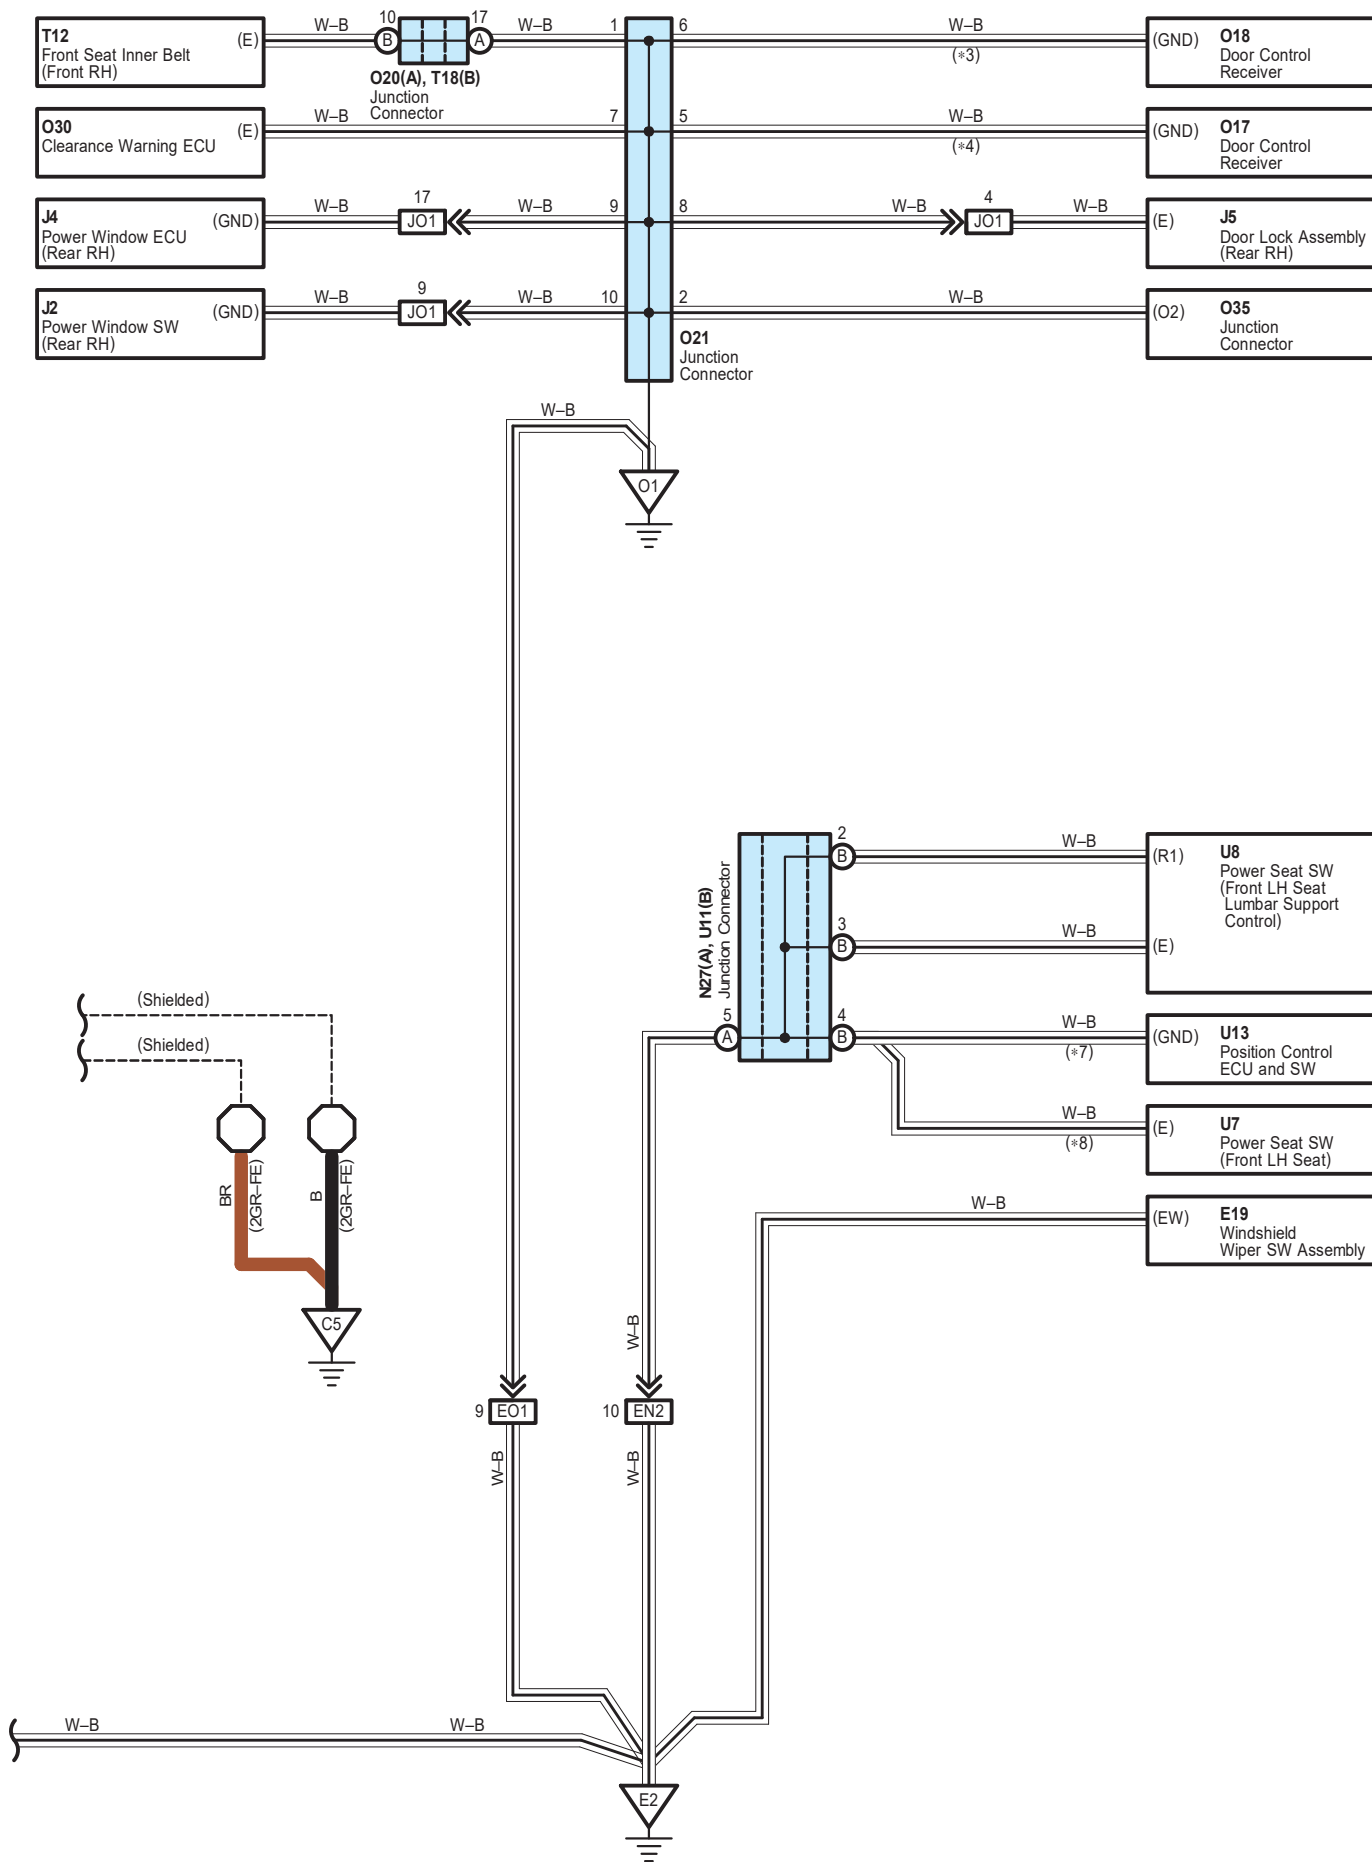 T12
Front Seat Inner Belt
(Front RH)
(E)
W–B
10
B
17
A
W–B
O20(A), T18(B)
Junction
Connector
1
6
W–B
(∗3)
(GND)
O18
Door Control
Receiver
O30
Clearance Warning ECU
(E)
W–B
7
5
W–B
(∗4)
(GND)
O17
Door Control
Receiver
J4
Power Window ECU
(Rear RH)
(GND)
W–B
17
JO1
W–B
9
8
W–B
4
JO1
W–B
(E)
J5
Door Lock Assembly
(Rear RH)
J2
Power Window SW
(Rear RH)
(GND)
W–B
9
JO1
W–B
10
2
W–B
(O2)
O35
Junction
Connector
O21
Junction
Connector
W–B
O1
N27(A), U11(B)
Junction Connector
2
B
W–B
(R1)
U8
Power Seat SW
(Front LH Seat
Lumbar Support
Control)
3
B
W–B
(E)
5
A
4
B
W–B
(∗7)
(GND)
U13
Position Control
ECU and SW
W–B
(∗8)
(E)
U7
Power Seat SW
(Front LH Seat)
W–B
(EW)
E19
Windshield
Wiper SW Assembly
(Shielded)
(Shielded)
BR
(2GR–FE)
B
(2GR–FE)
C5
W–B
9
EO1
10
EN2
W–B
W–B
W–B
W–B
E2